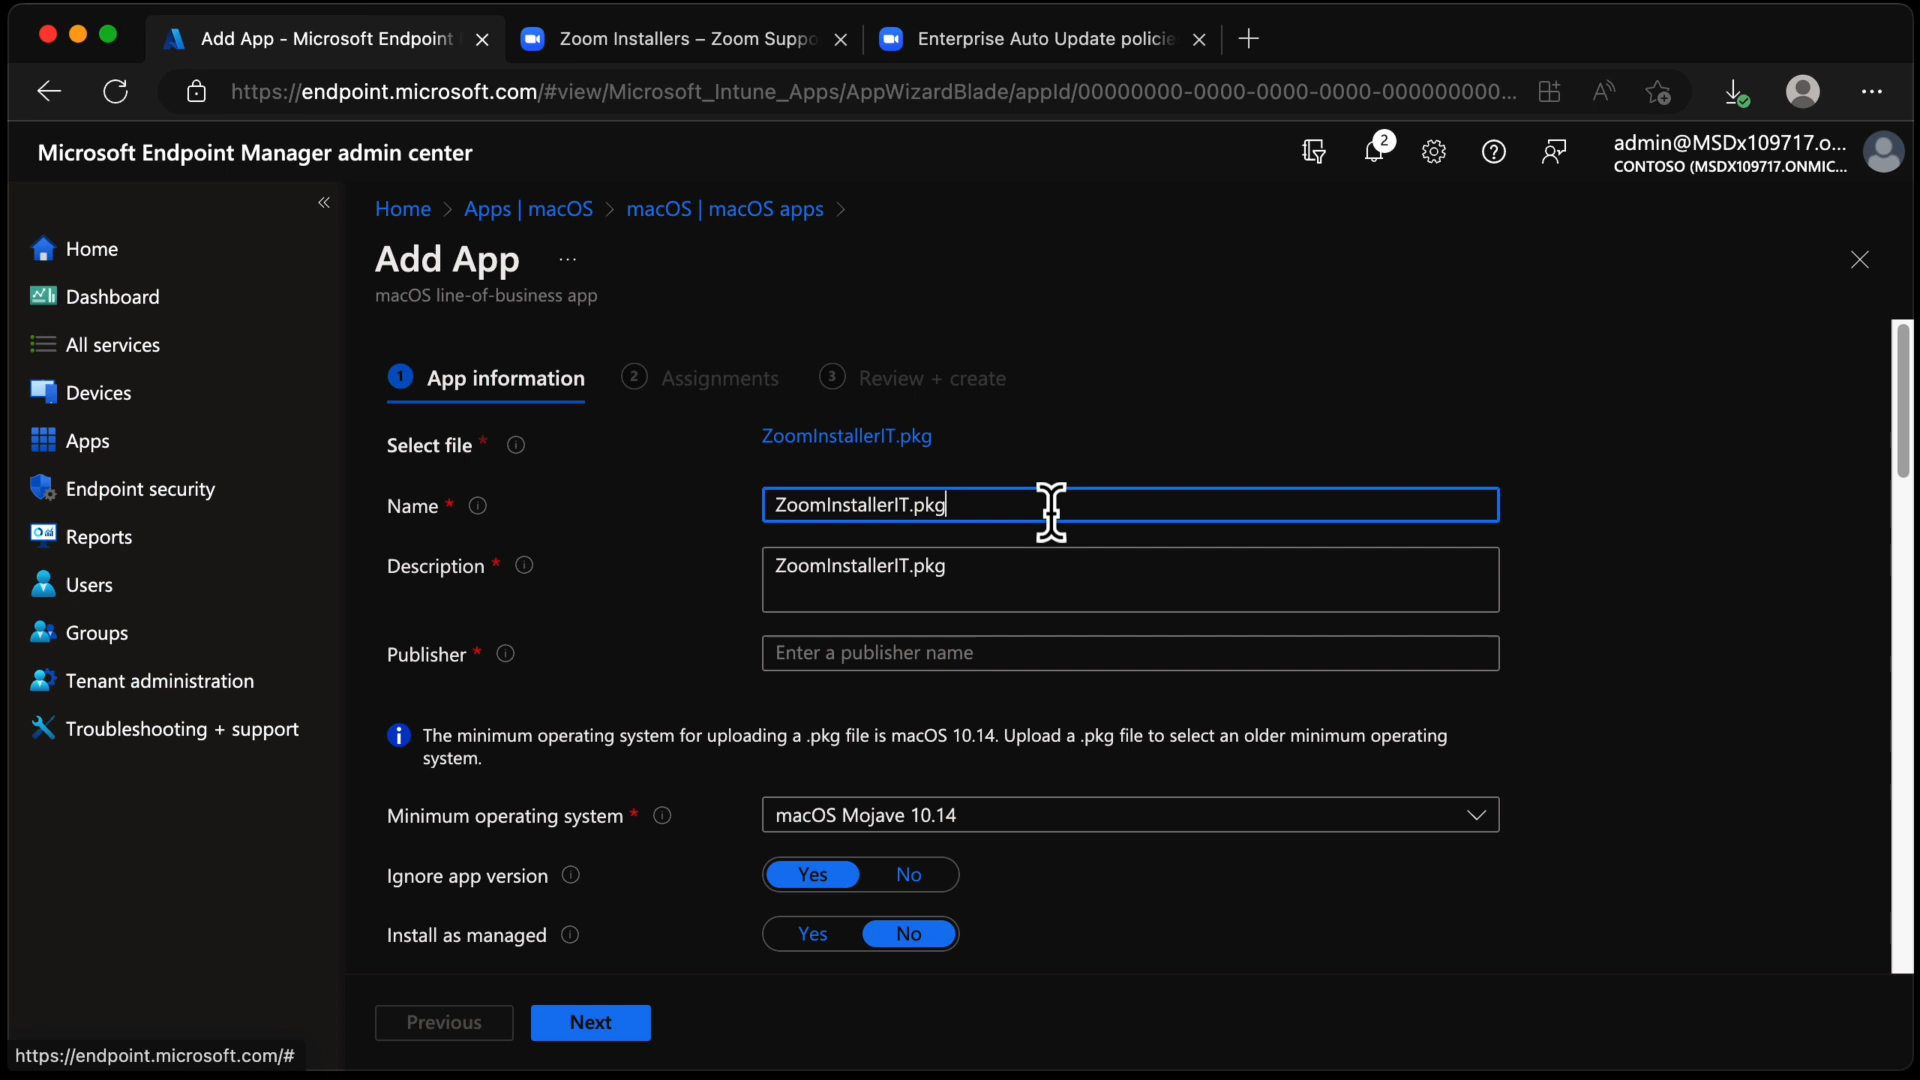 Add App - Microsoft Endpoint
Zoom Installers – Zoom Suppo
Enterprise Auto Update policie
https://endpoint.microsoft.com/#view/Microsoft_Intune_Apps/AppWizardBlade/appId/00000000-0000-0000-0000-000000000...
Microsoft Endpoint Manager admin center
2
admin@MSDx109717.o...
CONTOSO (MSDX109717.ONMIC...
Home
Dashboard
All services
Devices
Apps
Endpoint security
Reports
Users
Groups
Tenant administration
Troubleshooting + support
Home > Apps | macOS > macOS | macOS apps >
Add App ...
macOS line-of-business app
1 App information
2 Assignments
3 Review + create
Select file *
ZoomInstallerIT.pkg
Name *
ZoomInstallerIT.pkg
Description *
ZoomInstallerIT.pkg
Publisher *
Enter a publisher name
The minimum operating system for uploading a .pkg file is macOS 10.14. Upload a .pkg file to select an older minimum operating
system.
Minimum operating system *
macOS Mojave 10.14
Ignore app version
Yes No
Install as managed
Yes No
Previous
Next
https://endpoint.microsoft.com/#